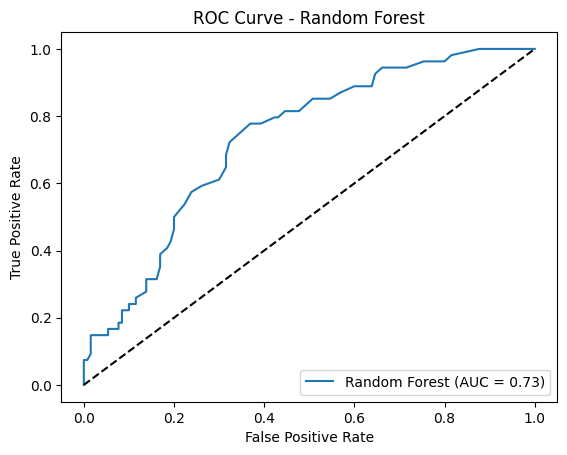 ROC Curve - Random Forest
True Positive Rate
1.0
0.8
0.6
0.4
0.2
0.0
Random Forest (AUC = 0.73)
0.0 0.2 0.4 0.6 0.8 1.0
False Positive Rate